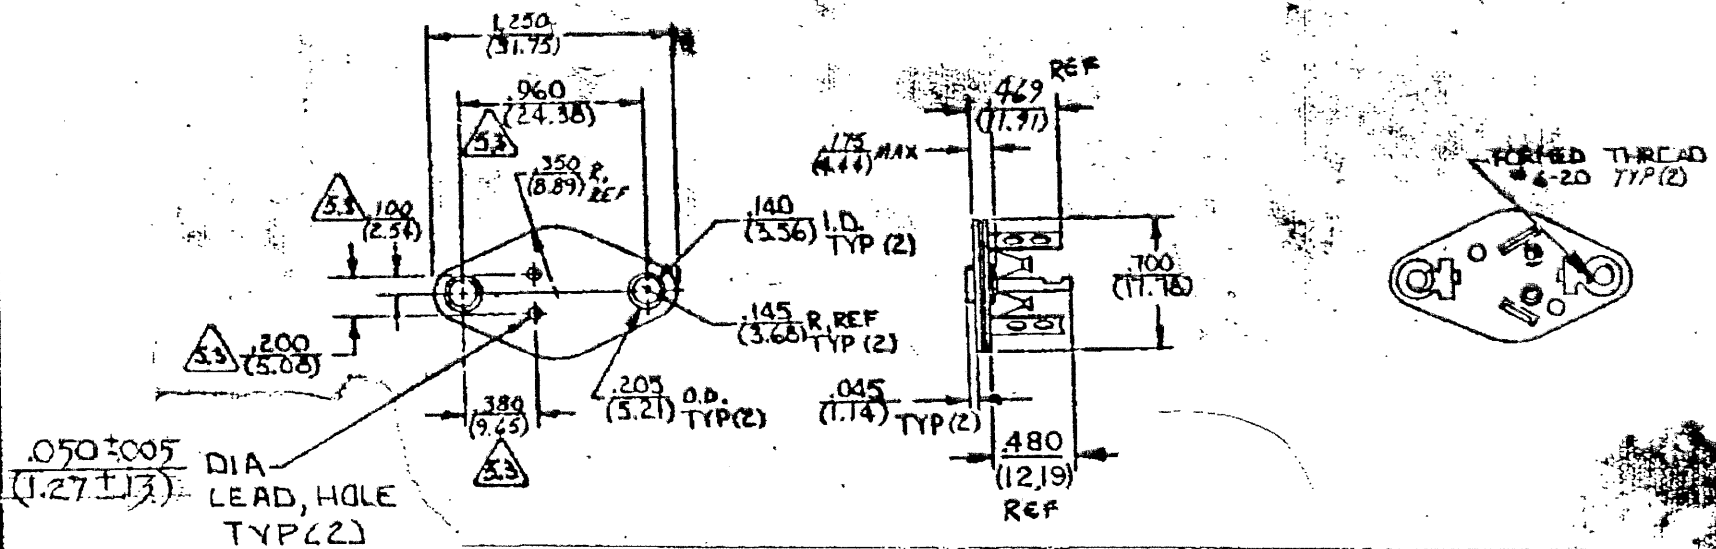 1.250
(31.75)
.960
(24.38)
5.3
.350 R.
(8.89) REF
5.3
.100
(2.54)
.140 I.D.
(3.56) TYP (2)
.145 R, REF
(3.68) TYP (2)
5.3
.200
(5.08)
.205 O.D.
(5.21) TYP(2)
.380
(9.65)
5.3
.050 ±.005 DIA
(1.27 ±.13) LEAD, HOLE
TYP(2)
.469 REF
(11.91)
.175 MAX
(4.44)
.700
(17.78)
.045
(1.14) TYP(2)
.480
(12,19)
REF
FORMED THREAD
6-20 TYP(2)